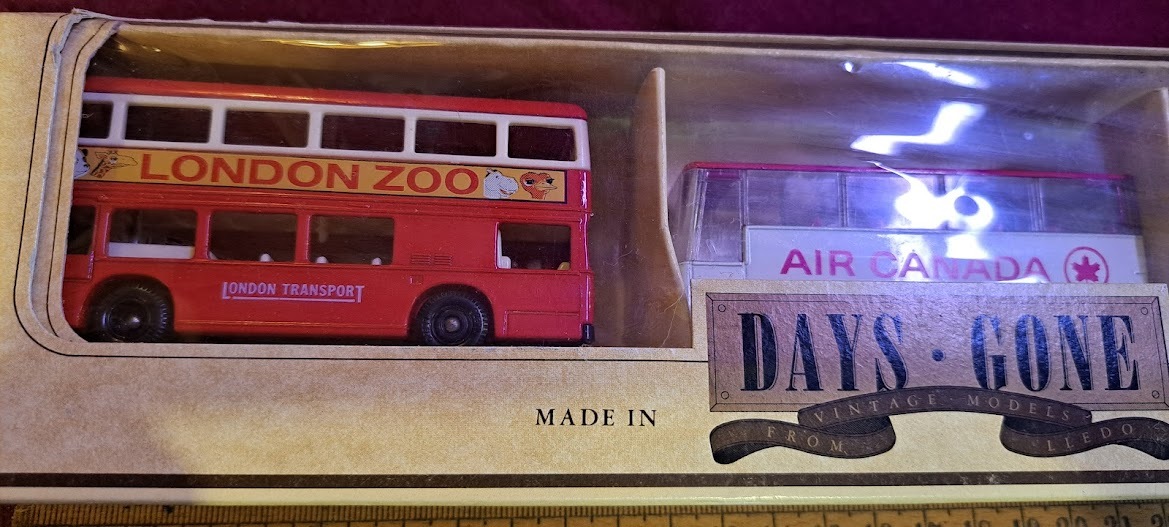 LONDON ZOO
LONDON TRANSPORT
AIR CANADA
DAYS · GONE
VINTAGE · MODELS
FROM LLEDO
MADE IN